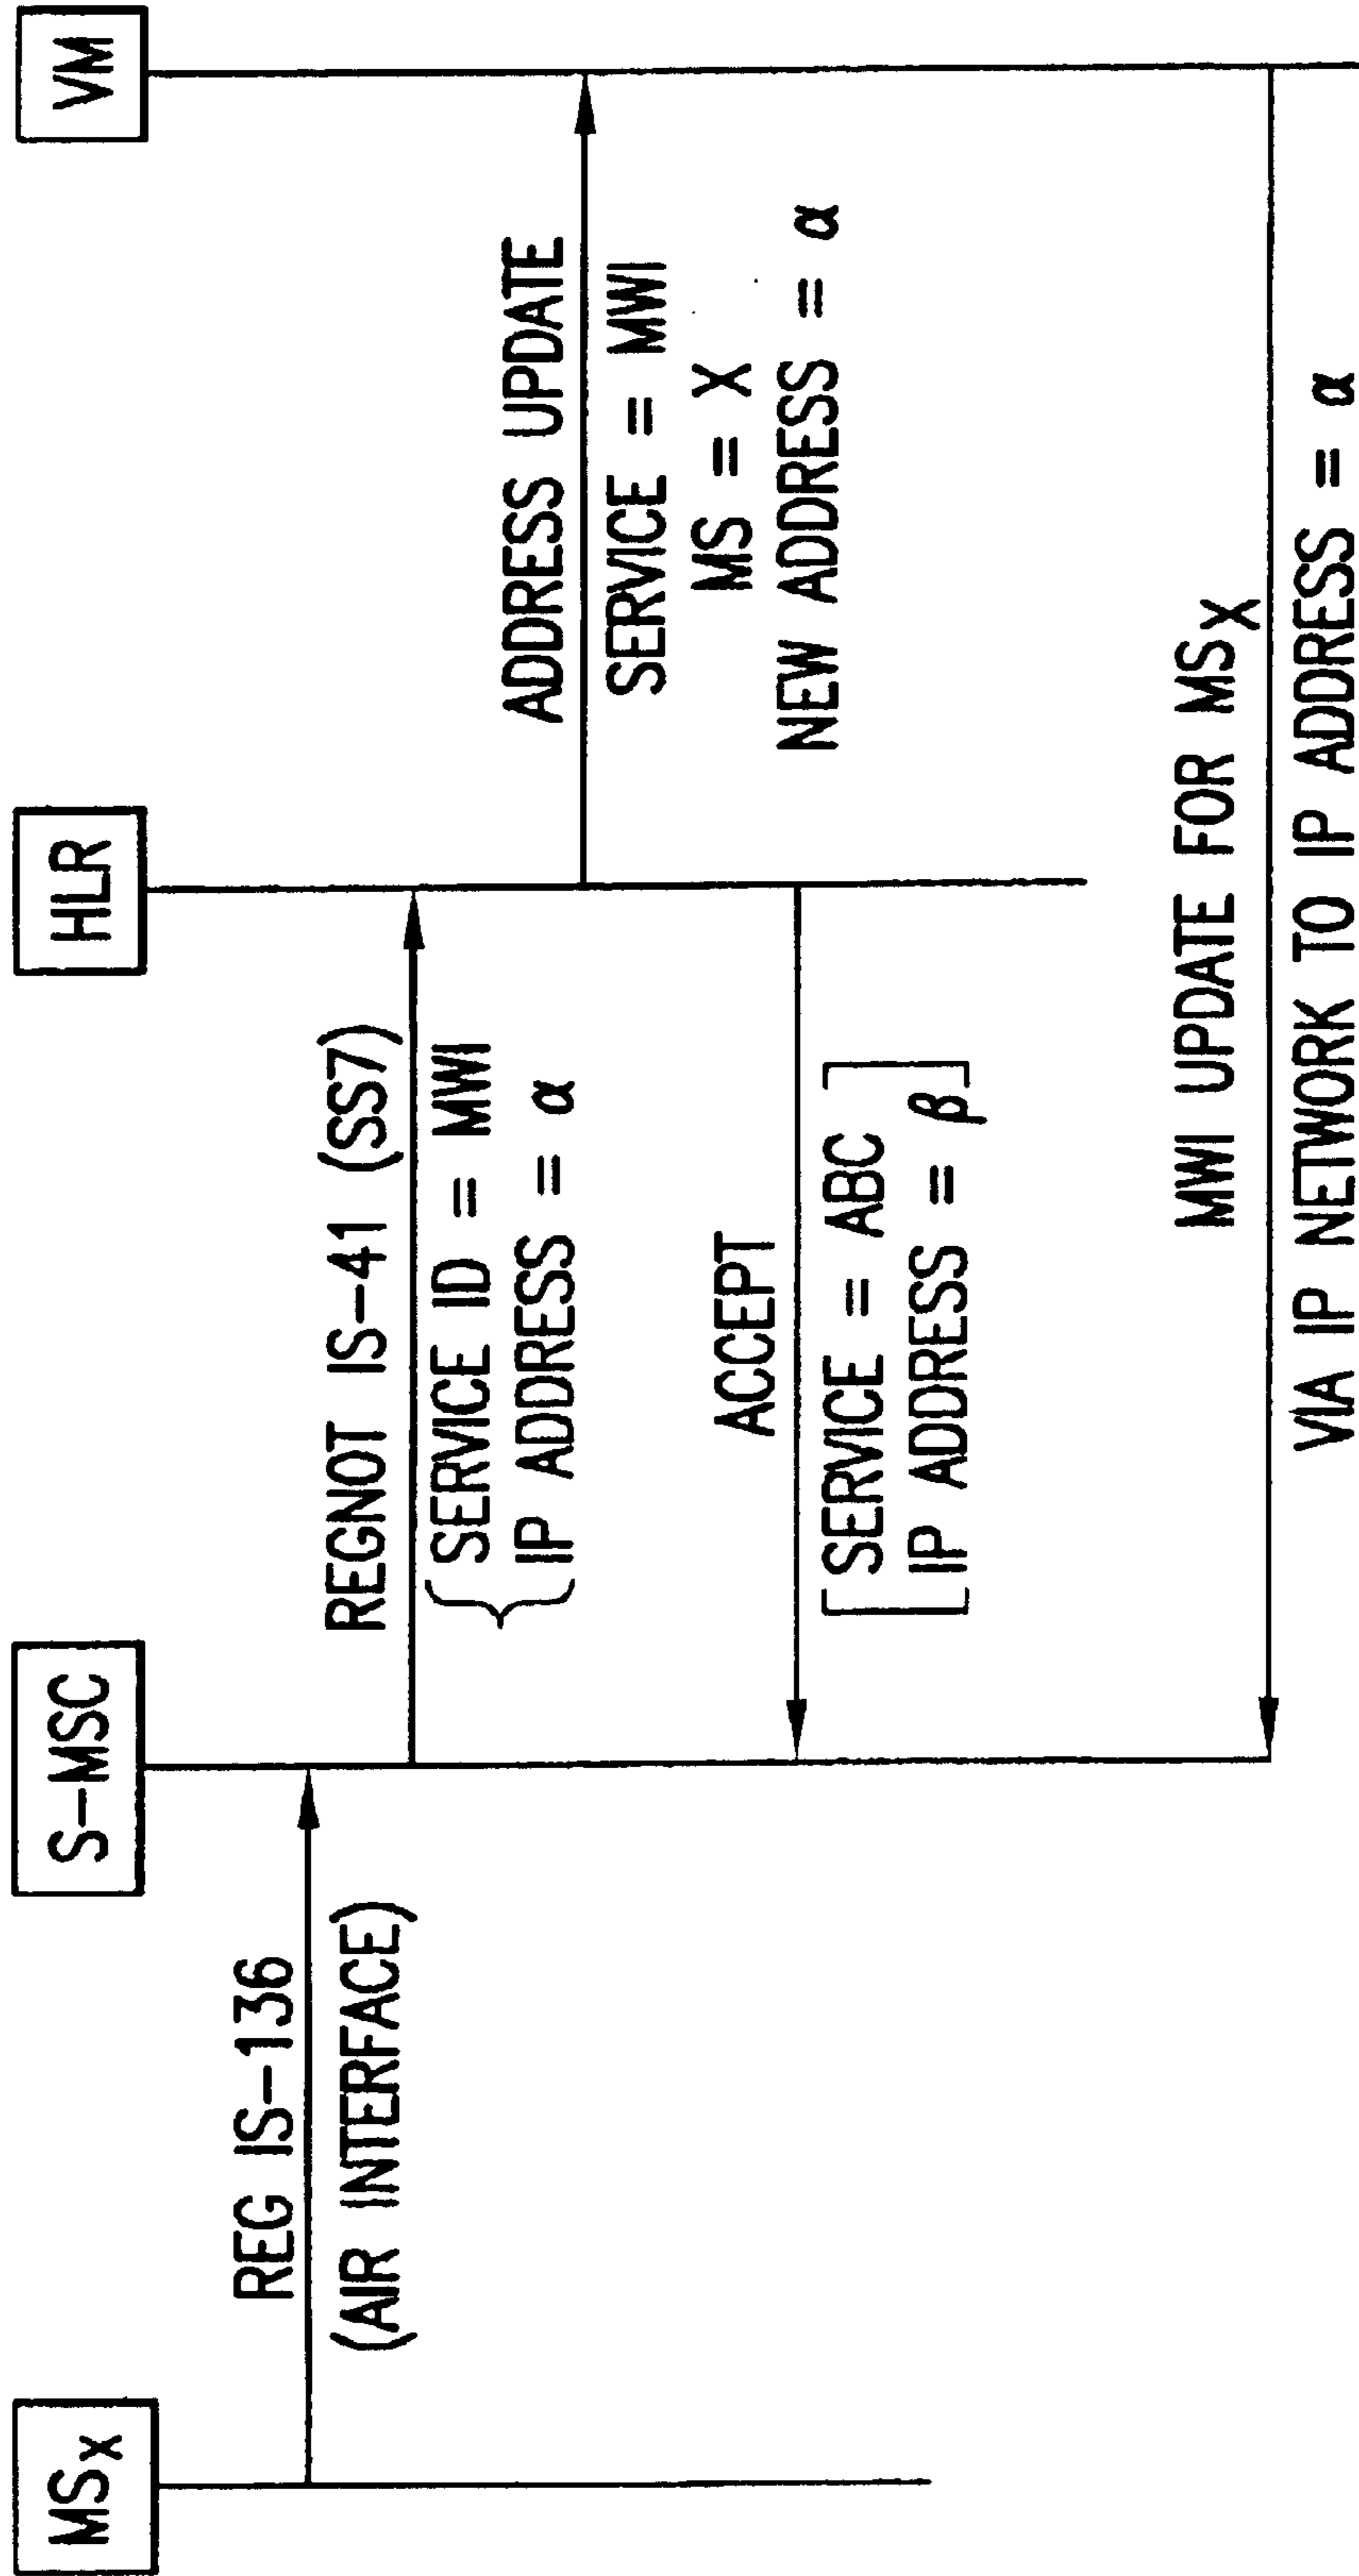 MSX
S-MSC
HLR
VM
REG IS-136
(AIR INTERFACE)
REGNOT IS-41 (SS7)
SERVICE ID = MWI
IP ADDRESS = α
ADDRESS UPDATE
SERVICE = MWI
MS = X
NEW ADDRESS = α
ACCEPT
[SERVICE = ABC
IP ADDRESS = β]
MWI UPDATE FOR MSX
VIA IP NETWORK TO IP ADDRESS = α